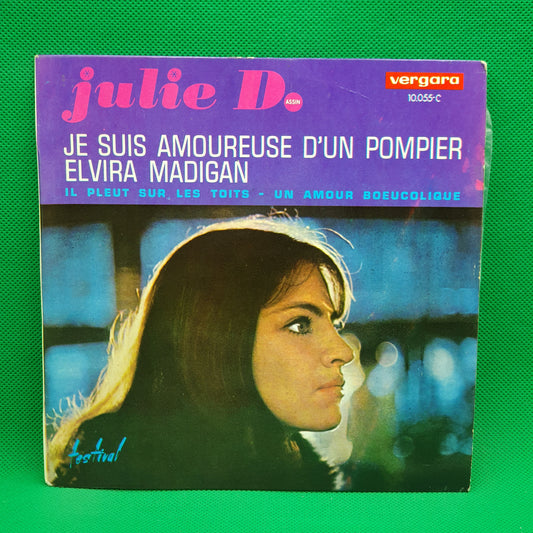 julie D.
ASSIN
vergara
10.055-C
JE SUIS AMOUREUSE D'UN POMPIER
ELVIRA MADIGAN
IL PLEUT SUR LES TOITS - UN AMOUR BOEUCOLIQUE
festival